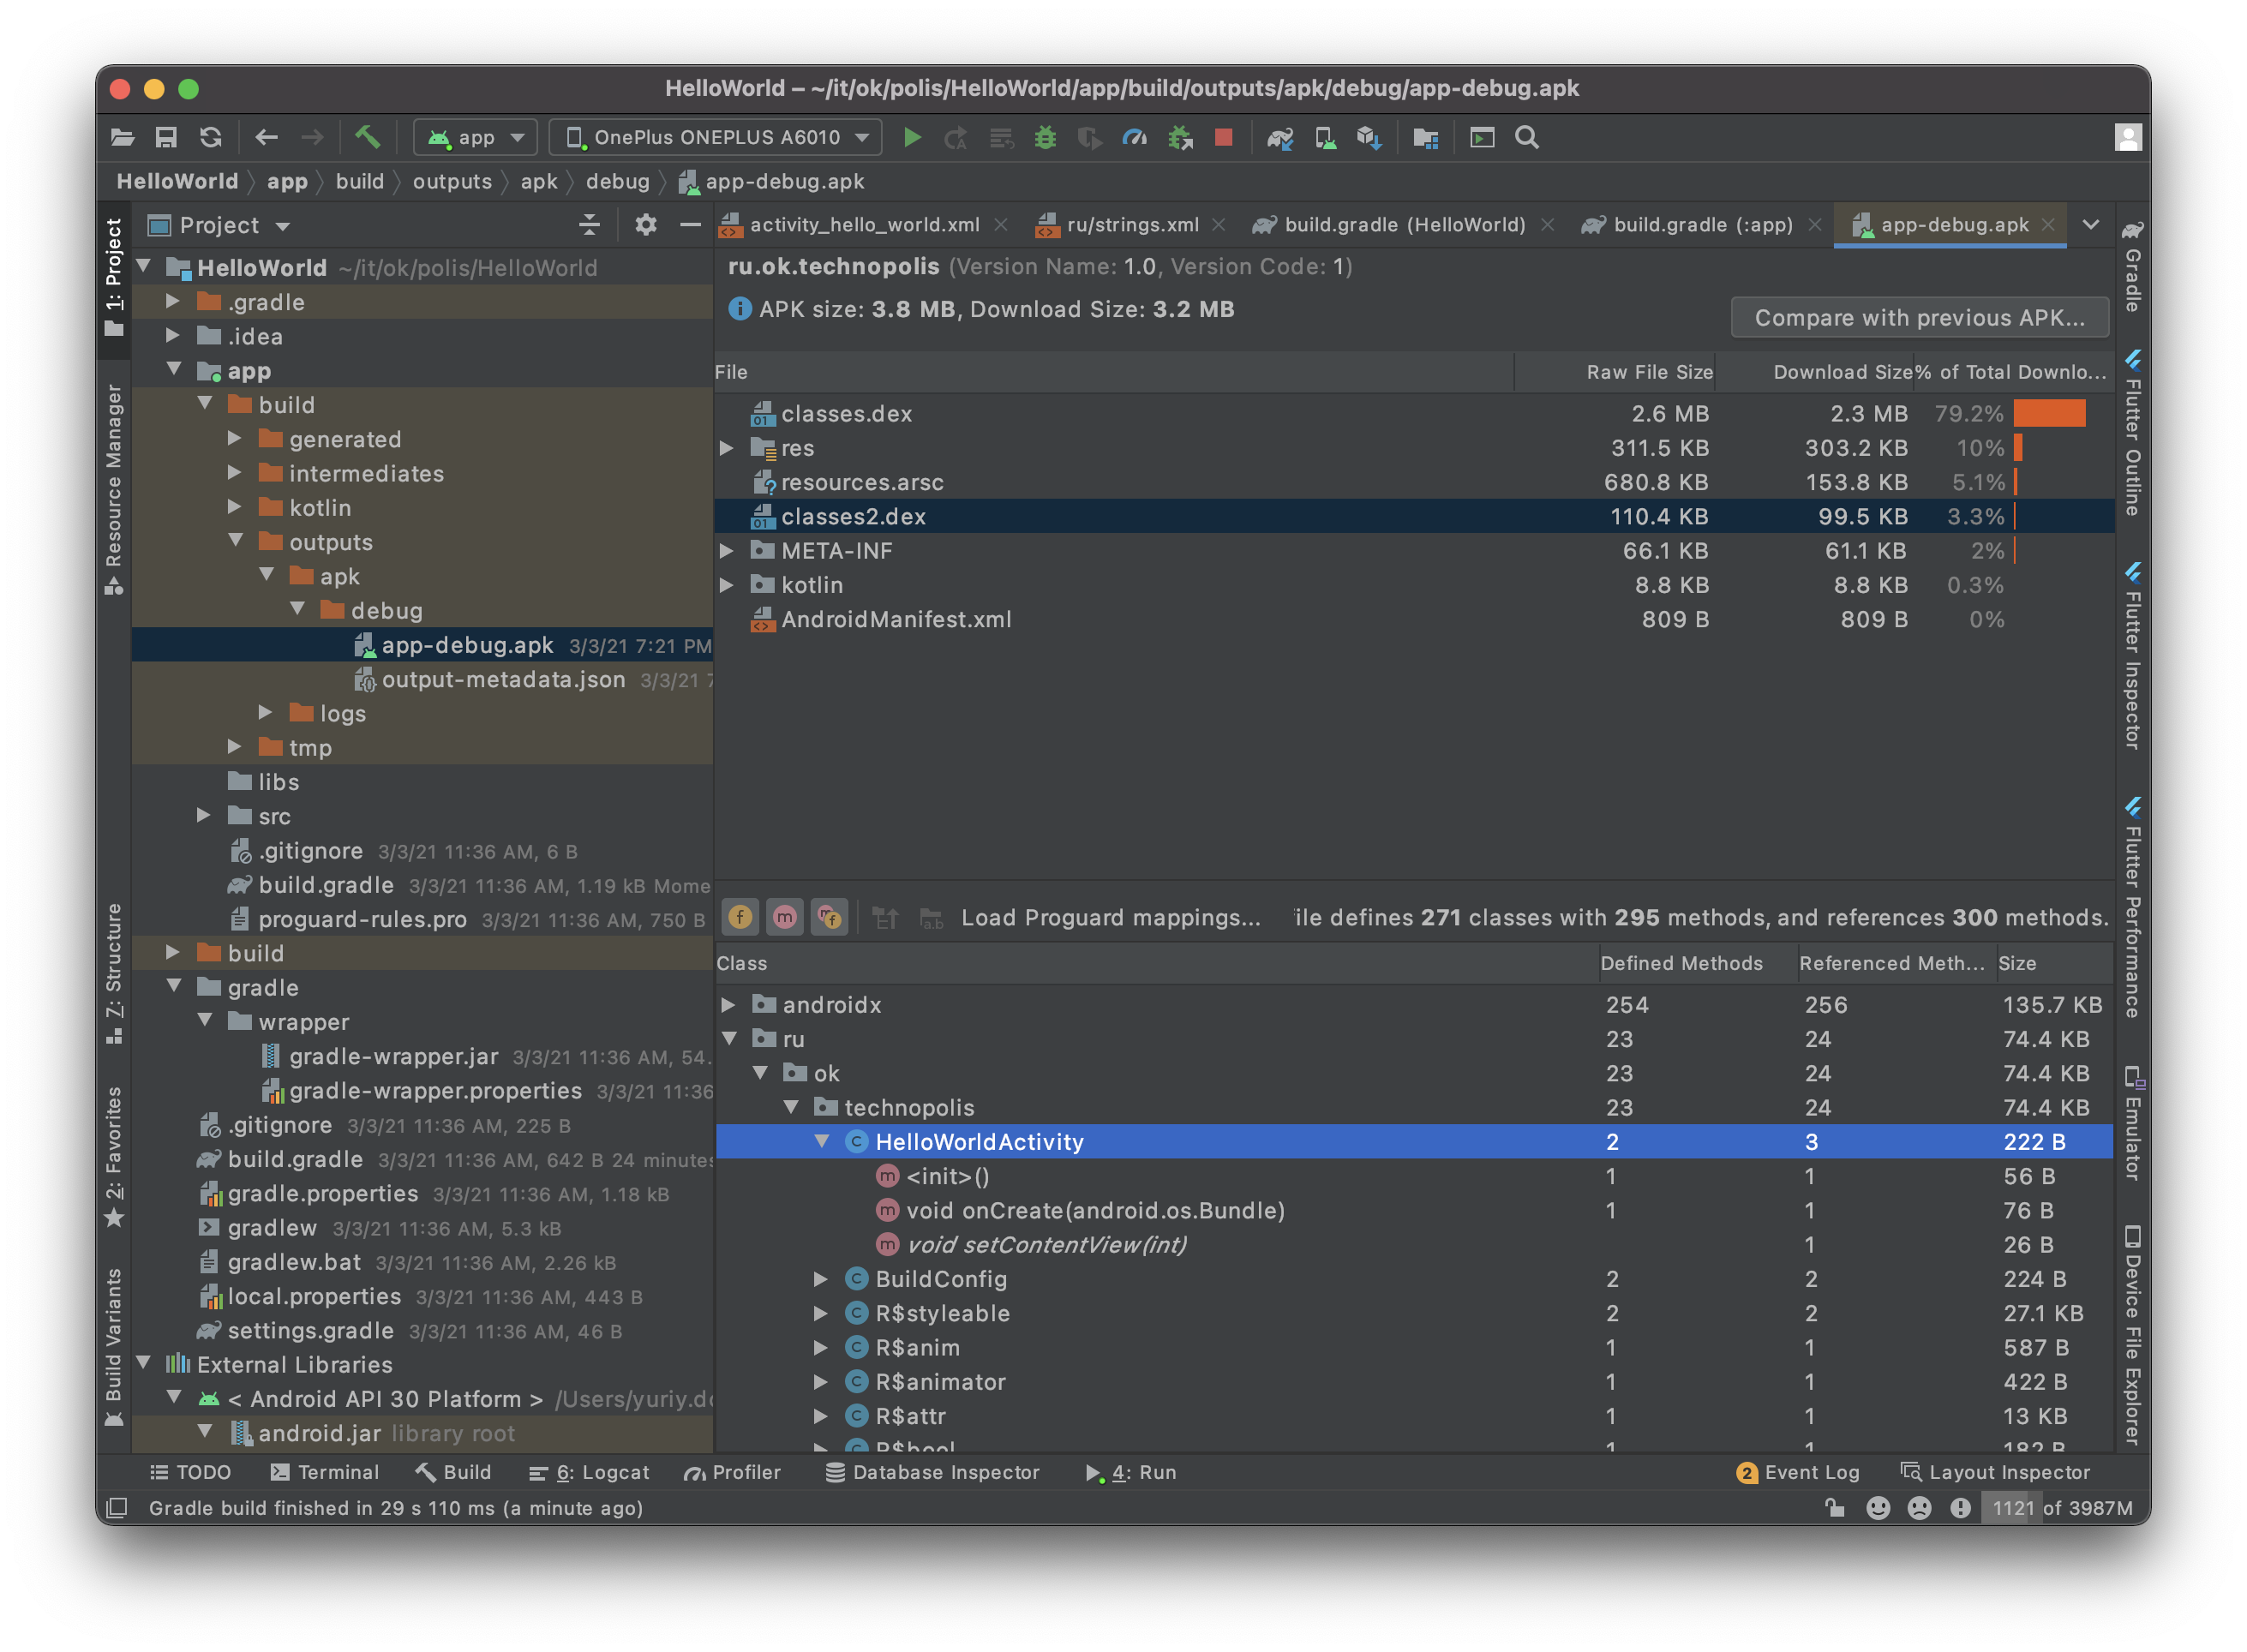 HelloWorld – ~/it/ok/polis/HelloWorld/app/build/outputs/apk/debug/app-debug.apk
app
OnePlus ONEPLUS A6010
HelloWorld app build outputs apk debug app-debug.apk
1: Project
Resource Manager
7: Structure
2: Favorites
Build Variants
Project
HelloWorld ~/it/ok/polis/HelloWorld
.gradle
.idea
app
build
generated
intermediates
kotlin
outputs
apk
debug
app-debug.apk 3/3/21 7:21 PM
output-metadata.json 3/3/21
logs
tmp
libs
src
.gitignore 3/3/21 11:36 AM, 6 B
build.gradle 3/3/21 11:36 AM, 1.19 kB Mome
proguard-rules.pro 3/3/21 11:36 AM, 750 B
build
gradle
wrapper
gradle-wrapper.jar 3/3/21 11:36 AM, 54.
gradle-wrapper.properties 3/3/21 11:36
.gitignore 3/3/21 11:36 AM, 225 B
build.gradle 3/3/21 11:36 AM, 642 B 24 minutes
gradle.properties 3/3/21 11:36 AM, 1.18 kB
gradlew 3/3/21 11:36 AM, 5.3 kB
gradlew.bat 3/3/21 11:36 AM, 2.26 kB
local.properties 3/3/21 11:36 AM, 443 B
settings.gradle 3/3/21 11:36 AM, 46 B
External Libraries
< Android API 30 Platform > /Users/yuriy.do
android.jar library root
activity_hello_world.xml ru/strings.xml build.gradle (HelloWorld) build.gradle (:app) app-debug.apk
ru.ok.technopolis (Version Name: 1.0, Version Code: 1)
APK size: 3.8 MB, Download Size: 3.2 MB
Compare with previous APK...
File Raw File Size Download Size % of Total Downlo...
classes.dex 2.6 MB 2.3 MB 79.2%
res 311.5 KB 303.2 KB 10%
resources.arsc 680.8 KB 153.8 KB 5.1%
classes2.dex 110.4 KB 99.5 KB 3.3%
META-INF 66.1 KB 61.1 KB 2%
kotlin 8.8 KB 8.8 KB 0.3%
AndroidManifest.xml 809 B 809 B 0%
f m m f a.b Load Proguard mappings... ile defines 271 classes with 295 methods, and references 300 methods.
Class Defined Methods Referenced Meth... Size
androidx 254 256 135.7 KB
ru 23 24 74.4 KB
ok 23 24 74.4 KB
technopolis 23 24 74.4 KB
C HelloWorldActivity 2 3 222 B
m <init>() 1 1 56 B
m void onCreate(android.os.Bundle) 1 1 76 B
m void setContentView(int) 1 26 B
C BuildConfig 2 2 224 B
C R$styleable 2 2 27.1 KB
C R$anim 1 1 587 B
C R$animator 1 1 422 B
C R$attr 1 1 13 KB
C R$bool 1 1 182 B
Gradle
Flutter Outline
Flutter Inspector
Flutter Performance
Emulator
Device File Explorer
TODO Terminal Build 6: Logcat Profiler Database Inspector 4: Run 2 Event Log Layout Inspector
Gradle build finished in 29 s 110 ms (a minute ago) 1121 of 3987M